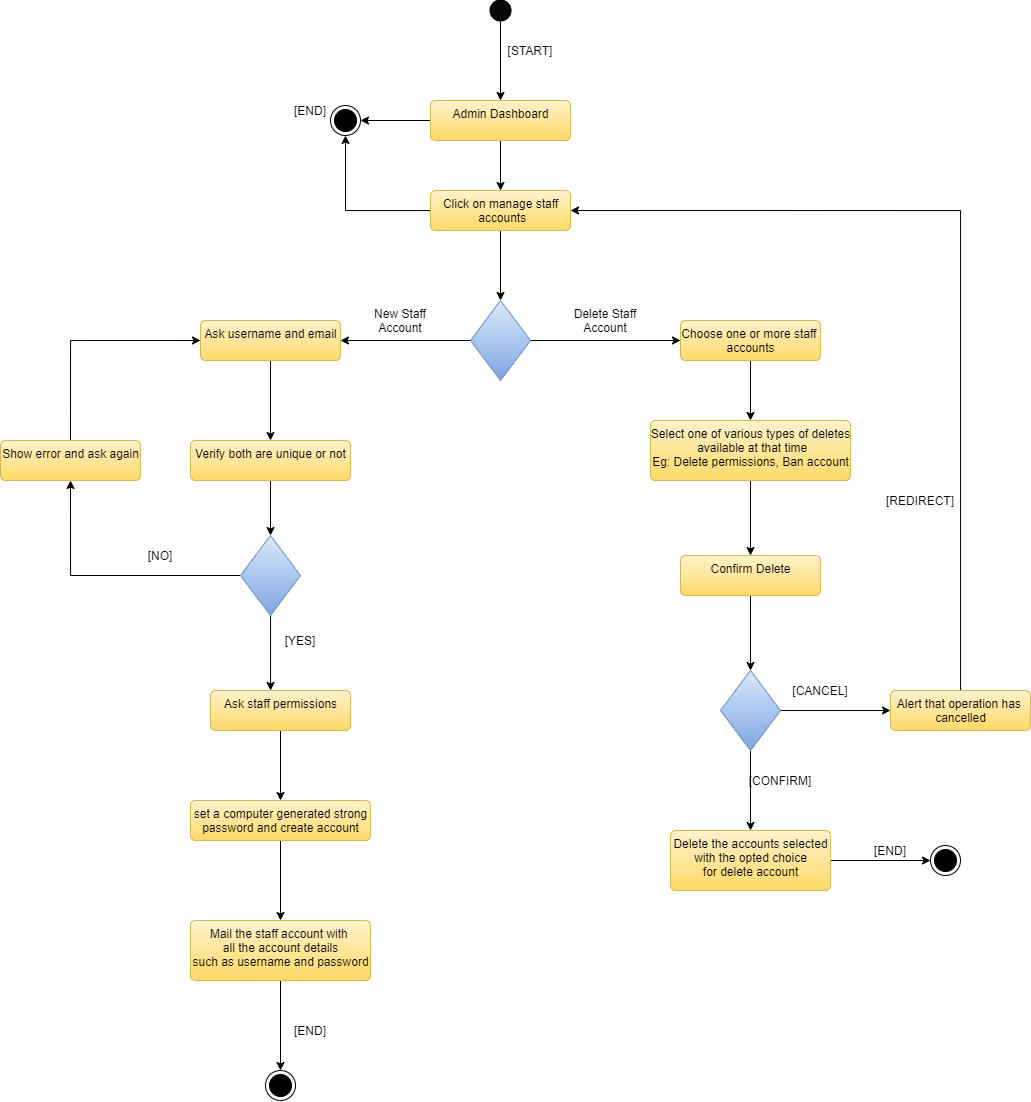 [START]
[END]
Admin Dashboard
Click on manage staff
accounts
New Staff
Account
Delete Staff
Account
Ask username and email
Choose one or more staff
accounts
Show error and ask again
Verify both are unique or not
Select one of various types of deletes
available at that time
Eg: Delete permissions, Ban account
[REDIRECT]
[NO]
Confirm Delete
[YES]
[CANCEL]
Ask staff permissions
Alert that operation has
cancelled
[CONFIRM]
set a computer generated strong
password and create account
Delete the accounts selected
with the opted choice
for delete account
[END]
Mail the staff account with
all the account details
such as username and password
[END]